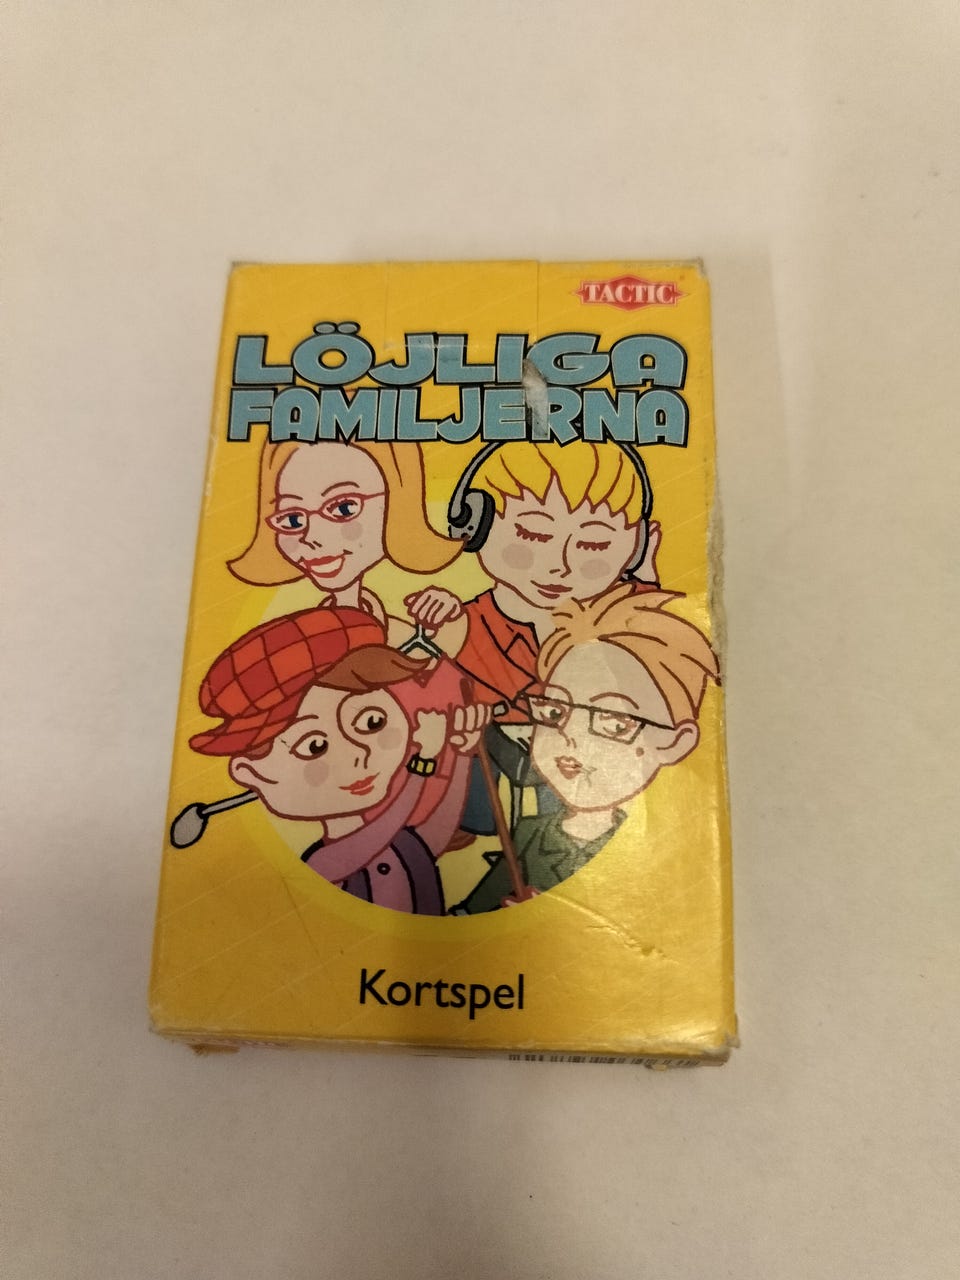 TACTIC
LÖJLIGA
FAMILJERNA
Kortspel